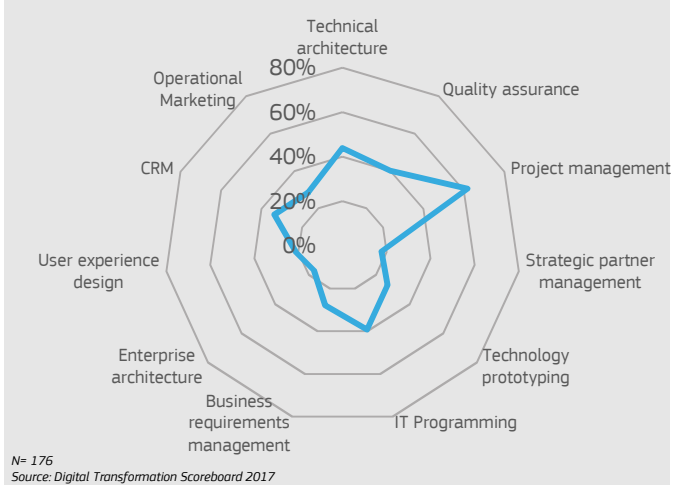 Technical
architecture
80%
Operational
Marketing
Quality assurance
60%
CRM
40%
Project management
20%
0%
User experience
design
Strategic partner
management
Enterprise
architecture
Technology
prototyping
Business
requirements
management
IT Programming
N= 176
Source: Digital Transformation Scoreboard 2017